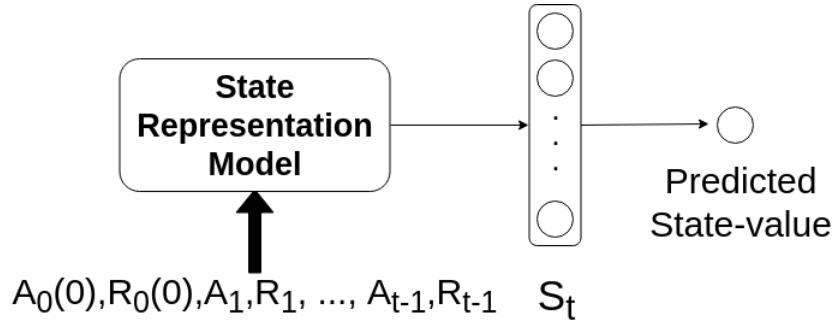 State
Representation
Model
Predicted
State-value
A₀(0),R₀(0),A₁,R₁, ..., Aₜ₋₁,Rₜ₋₁
Sₜ